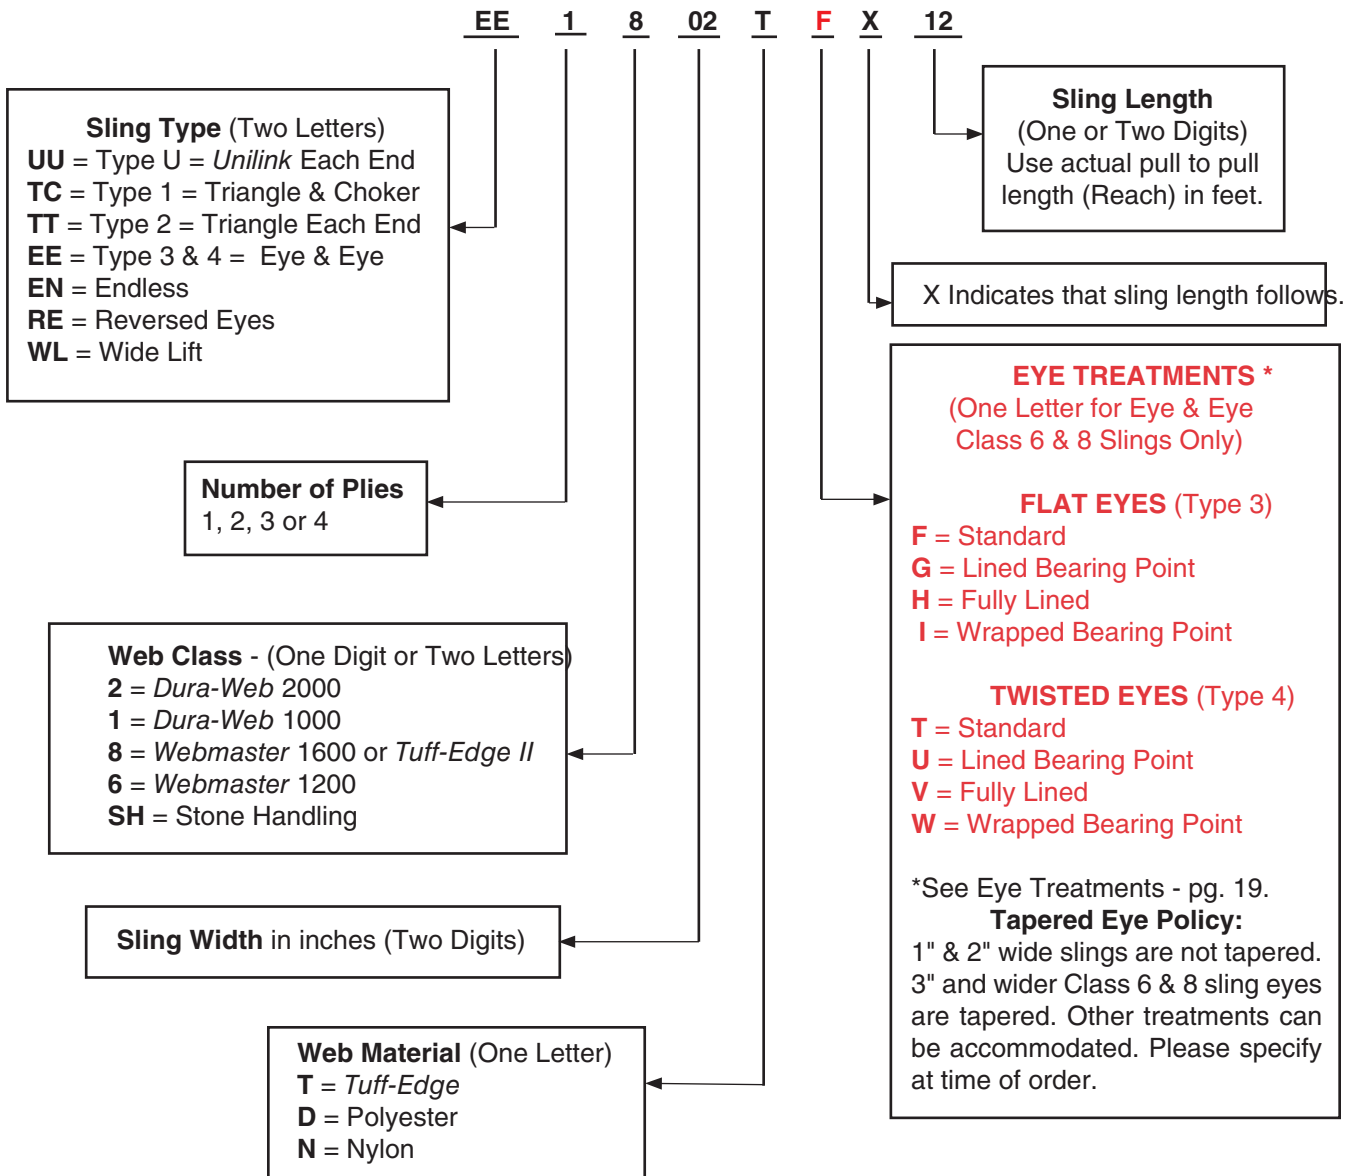 EE 1 8 02 T F X 12
Sling Type (Two Letters)
UU = Type U = Unilink Each End
TC = Type 1 = Triangle & Choker
TT = Type 2 = Triangle Each End
EE = Type 3 & 4 = Eye & Eye
EN = Endless
RE = Reversed Eyes
WL = Wide Lift
Number of Plies
1, 2, 3 or 4
Web Class - (One Digit or Two Letters)
2 = Dura-Web 2000
1 = Dura-Web 1000
8 = Webmaster 1600 or Tuff-Edge II
6 = Webmaster 1200
SH = Stone Handling
Sling Width in inches (Two Digits)
Web Material (One Letter)
T = Tuff-Edge
D = Polyester
N = Nylon
Sling Length
(One or Two Digits)
Use actual pull to pull
length (Reach) in feet.
X Indicates that sling length follows.
EYE TREATMENTS *
(One Letter for Eye & Eye
Class 6 & 8 Slings Only)
FLAT EYES (Type 3)
F = Standard
G = Lined Bearing Point
H = Fully Lined
I = Wrapped Bearing Point
TWISTED EYES (Type 4)
T = Standard
U = Lined Bearing Point
V = Fully Lined
W = Wrapped Bearing Point
*See Eye Treatments - pg. 19.
Tapered Eye Policy:
1" & 2" wide slings are not tapered.
3" and wider Class 6 & 8 sling eyes
are tapered. Other treatments can
be accommodated. Please specify
at time of order.